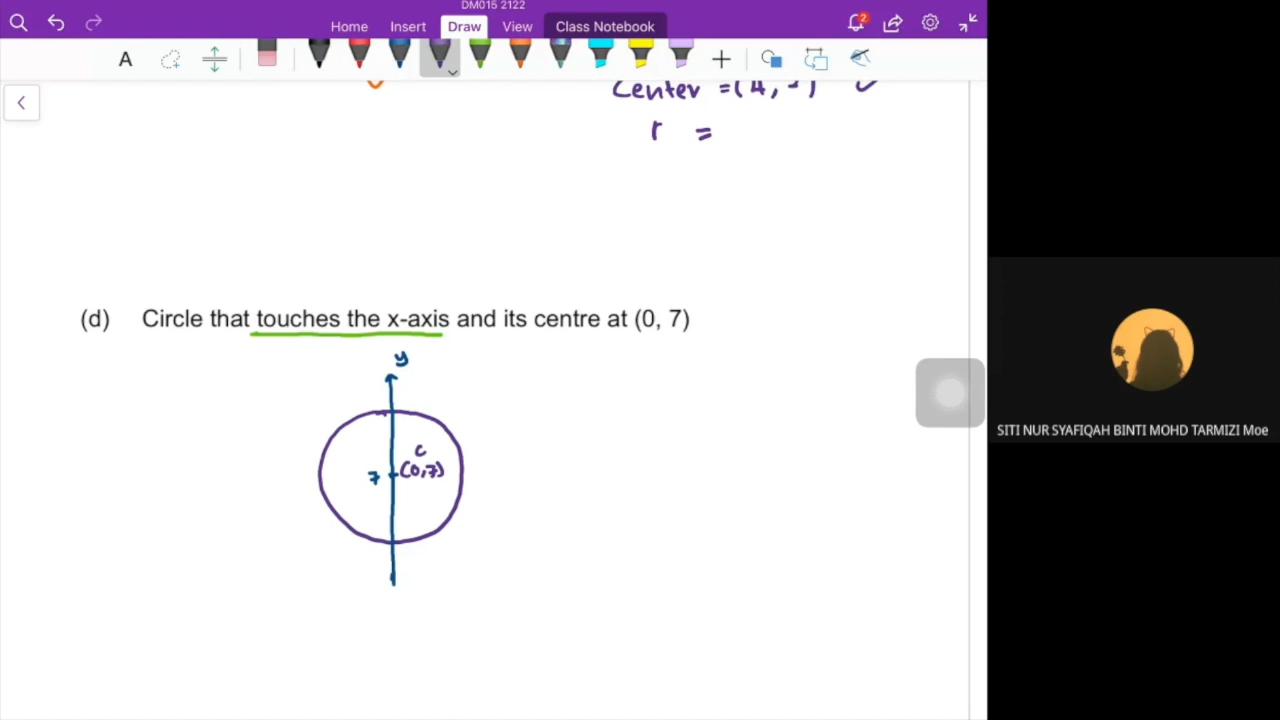 DM015 2122
Home Insert Draw View Class Notebook
2
A
Center = (4,
r =
(d) Circle that touches the x-axis and its centre at (0, 7)
y
C
7 (0,7)
SITI NUR SYAFIQAH BINTI MOHD TARMIZI Moe